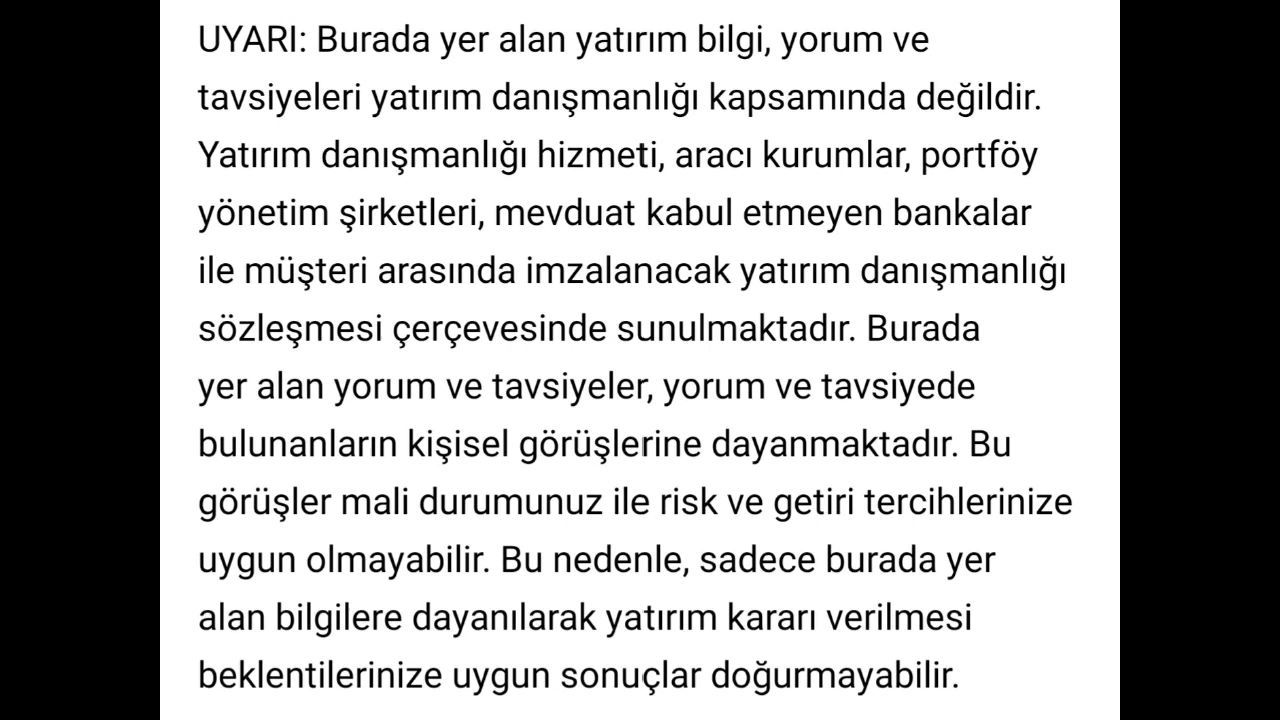 UYARI: Burada yer alan yatırım bilgi, yorum ve
tavsiyeleri yatırım danışmanlığı kapsamında değildir.
Yatırım danışmanlığı hizmeti, aracı kurumlar, portföy
yönetim şirketleri, mevduat kabul etmeyen bankalar
ile müşteri arasında imzalanacak yatırım danışmanlığı
sözleşmesi çerçevesinde sunulmaktadır. Burada
yer alan yorum ve tavsiyeler, yorum ve tavsiyede
bulunanların kişisel görüşlerine dayanmaktadır. Bu
görüşler mali durumunuz ile risk ve getiri tercihlerinize
uygun olmayabilir. Bu nedenle, sadece burada yer
alan bilgilere dayanılarak yatırım kararı verilmesi
beklentilerinize uygun sonuçlar doğurmayabilir.